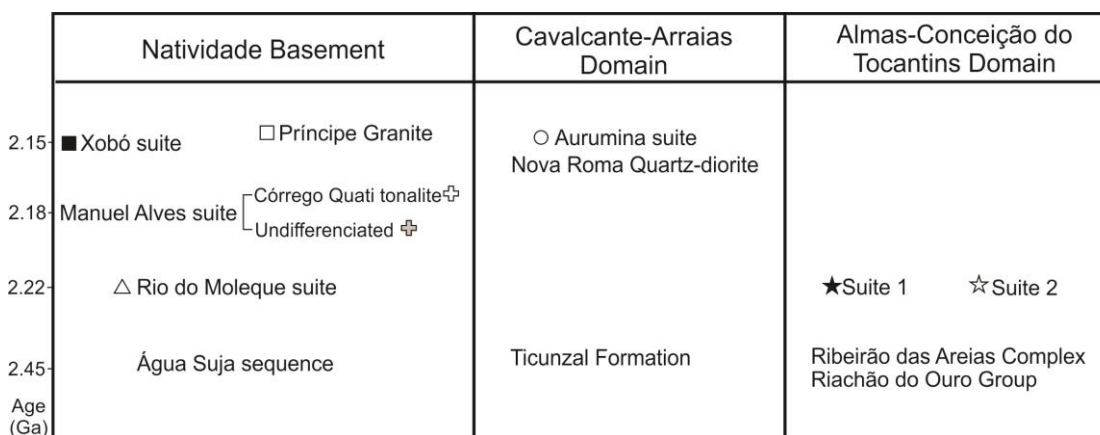 Natividade Basement
Cavalcante-Arraias
Domain
Almas-Conceição do
Tocantins Domain
2.15
Xobó suite
Príncipe Granite
Aurumina suite
Nova Roma Quartz-diorite
2.18
Manuel Alves suite
Córrego Quati tonalite
Undifferenciated
2.22
Rio do Moleque suite
Suite 1
Suite 2
2.45
Água Suja sequence
Ticunzal Formation
Ribeirão das Areias Complex
Riachão do Ouro Group
Age
(Ga)